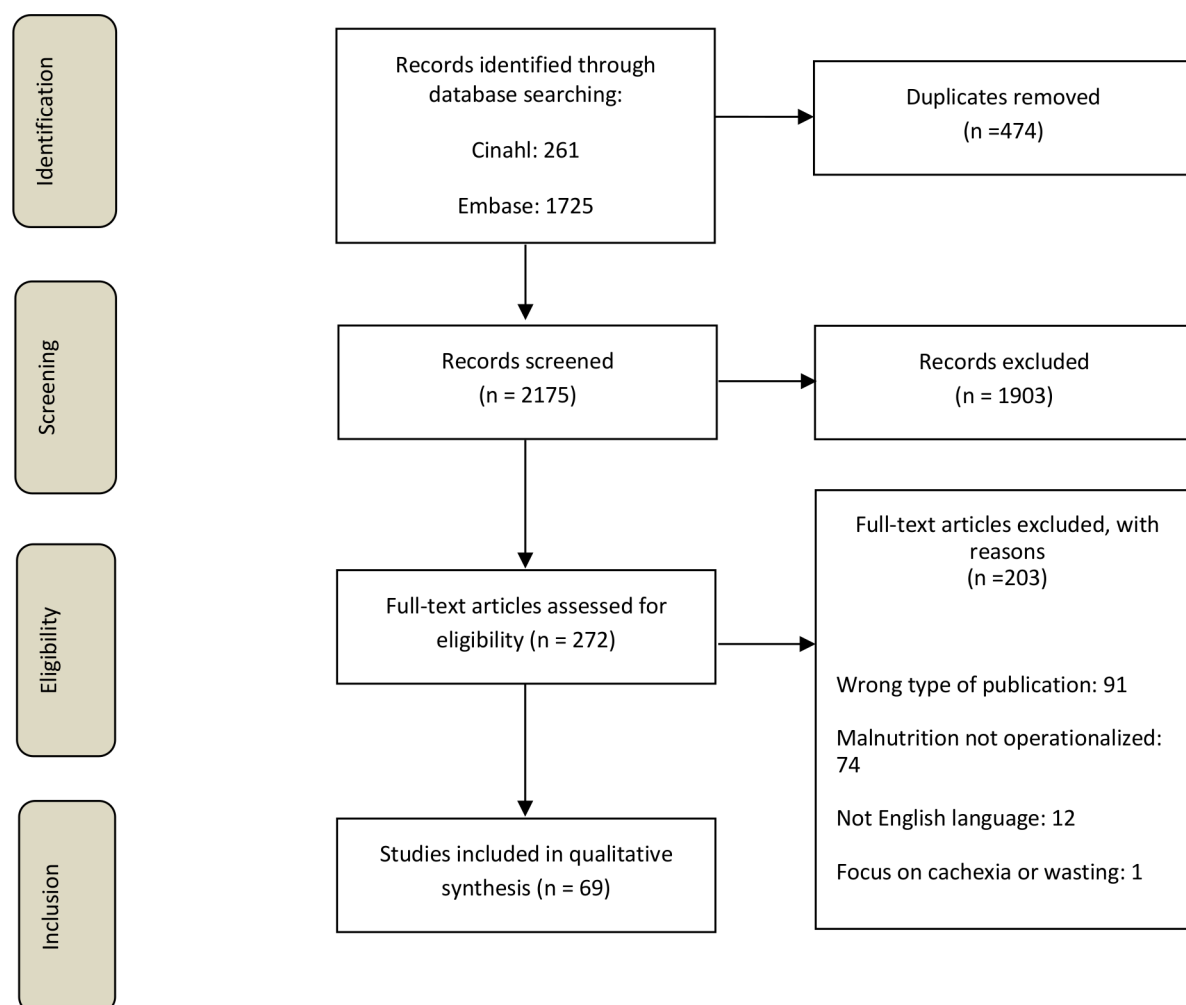 Identification
Records identified through
database searching:
Cinahl: 261
Embase: 1725
Duplicates removed
(n =474)
Screening
Records screened
(n = 2175)
Records excluded
(n = 1903)
Eligibility
Full-text articles assessed for
eligibility (n = 272)
Full-text articles excluded, with
reasons
(n =203)
Wrong type of publication: 91
Malnutrition not operationalized:
74
Not English language: 12
Focus on cachexia or wasting: 1
Inclusion
Studies included in qualitative
synthesis (n = 69)